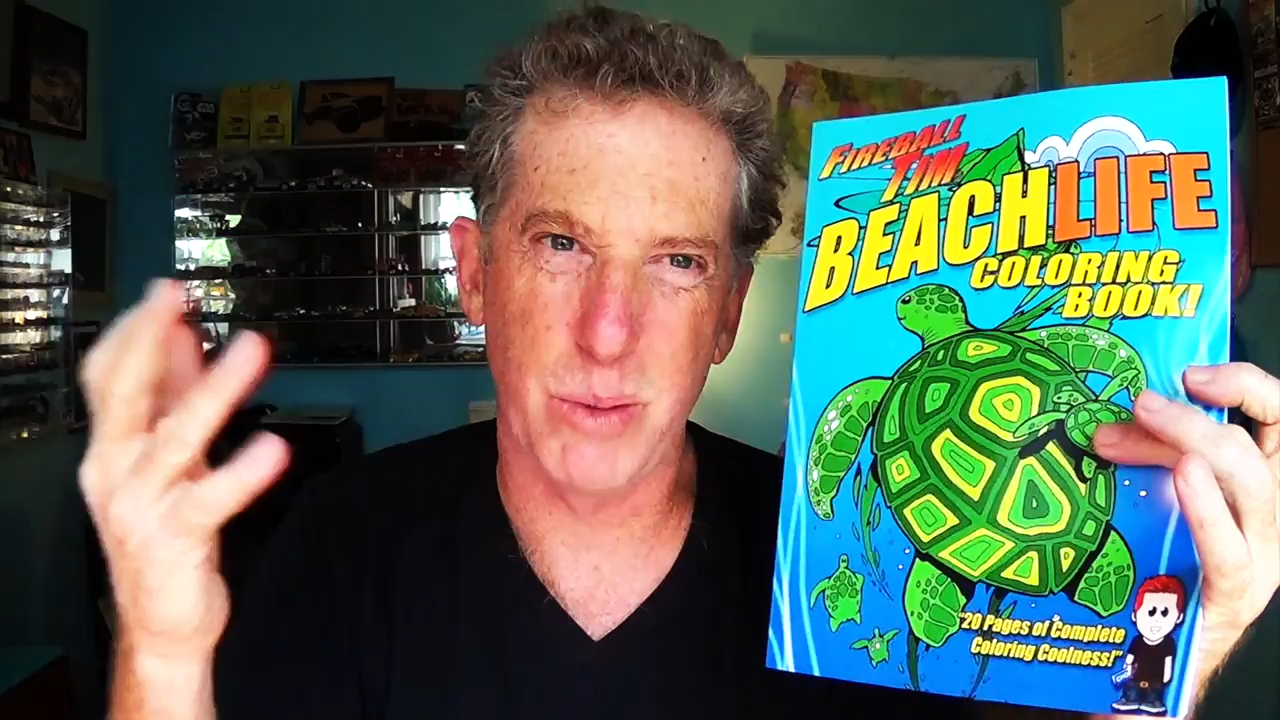 FIREBALL
TIM
BEACHLIFE
COLORING
BOOK!
"20 Pages of Complete
Coloring Coolness!"